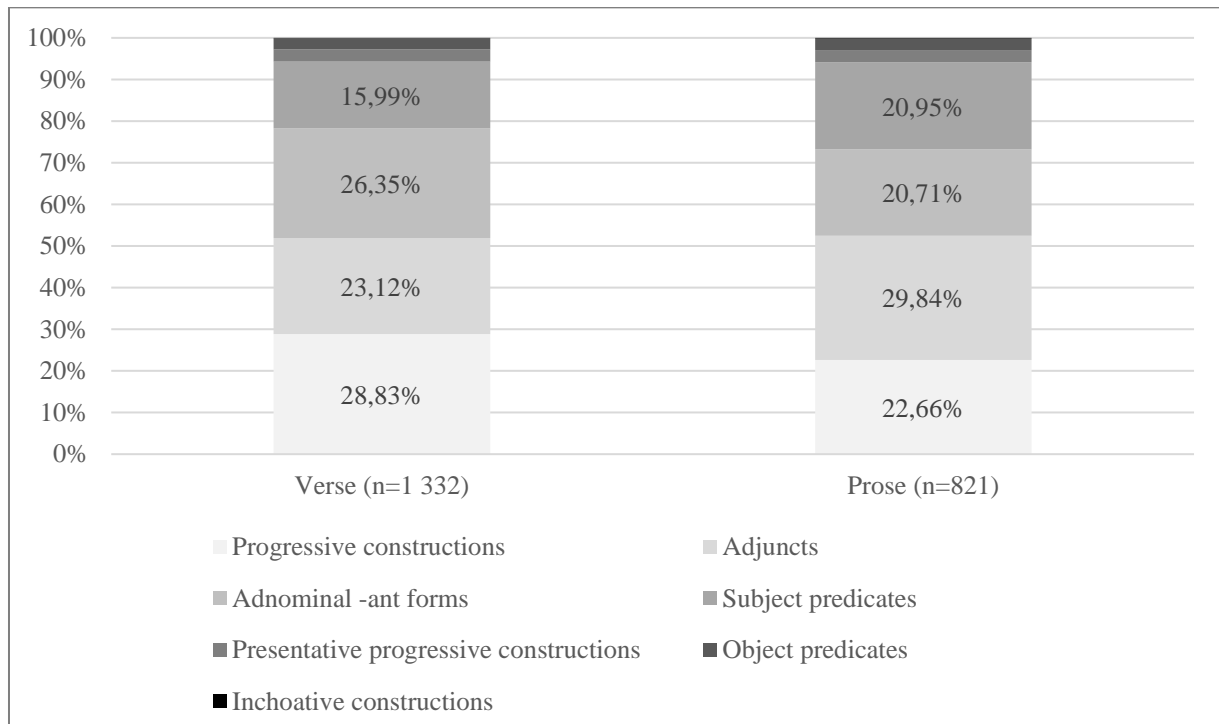 100%
90%
80%
70%
60%
50%
40%
30%
20%
10%
0%
15,99%
26,35%
23,12%
28,83%
20,95%
20,71%
29,84%
22,66%
Verse (n=1 332)
Prose (n=821)
Progressive constructions
Adjuncts
Adnominal -ant forms
Subject predicates
Presentative progressive constructions
Object predicates
Inchoative constructions